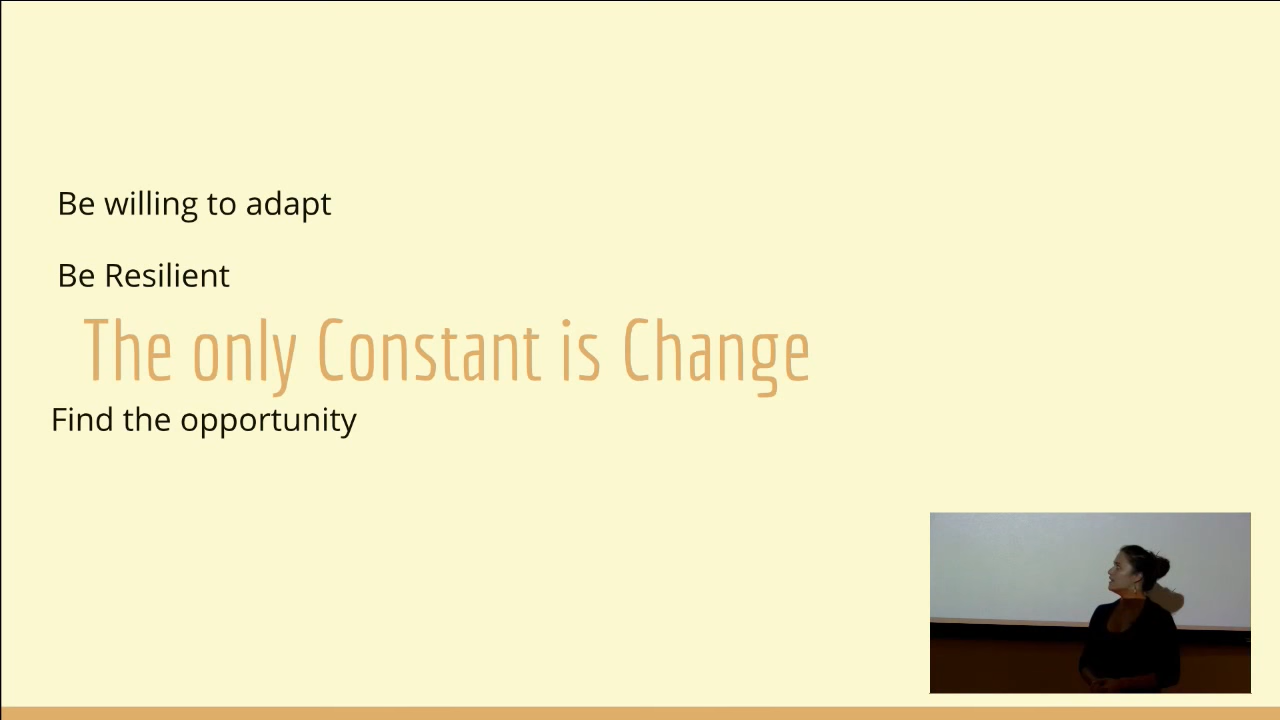 Be willing to adapt
Be Resilient
The only Constant is Change
Find the opportunity